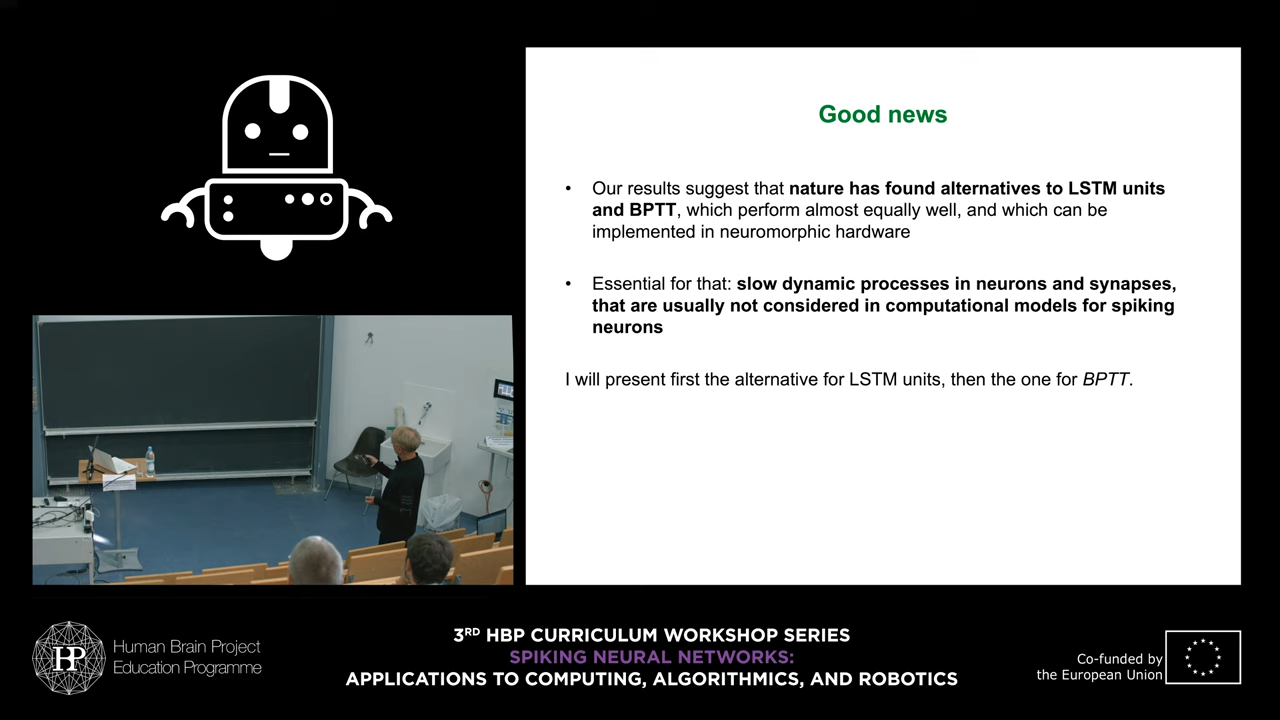 Good news
• Our results suggest that nature has found alternatives to LSTM units
and BPTT, which perform almost equally well, and which can be
implemented in neuromorphic hardware
• Essential for that: slow dynamic processes in neurons and synapses,
that are usually not considered in computational models for spiking
neurons
I will present first the alternative for LSTM units, then the one for BPTT.
HP
Human Brain Project
Education Programme
3RD HBP CURRICULUM WORKSHOP SERIES
SPIKING NEURAL NETWORKS:
APPLICATIONS TO COMPUTING, ALGORITHMICS, AND ROBOTICS
Co-funded by
the European Union